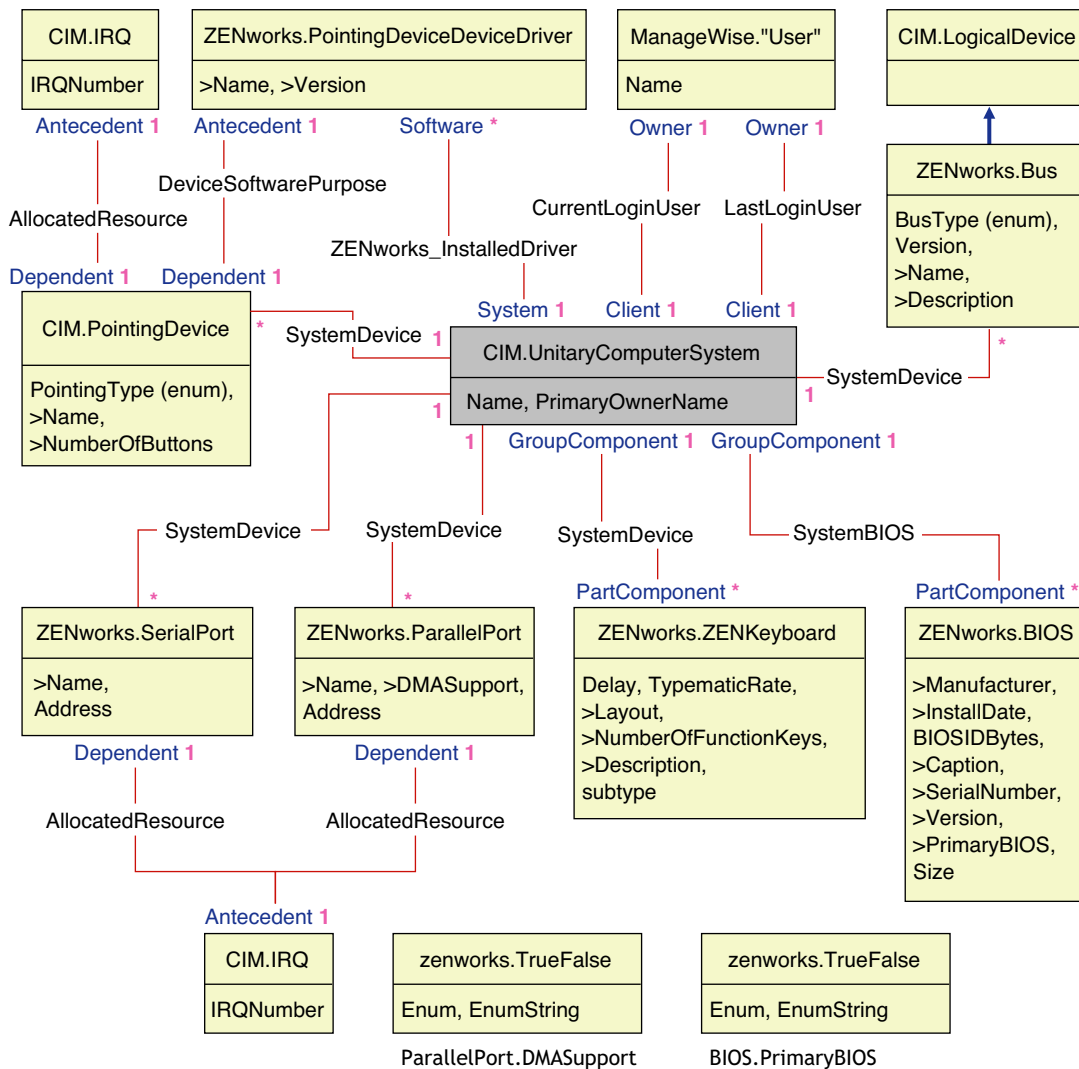 CIM.IRQ
IRQNumber
ZENworks.PointingDeviceDeviceDriver
>Name, >Version
ManageWise."User"
Name
CIM.LogicalDevice
Antecedent 1
Antecedent 1
Software *
Owner 1
Owner 1
AllocatedResource
DeviceSoftwarePurpose
ZENworks_InstalledDriver
CurrentLoginUser
LastLoginUser
ZENworks.Bus
BusType (enum),
Version,
>Name,
>Description
Dependent 1
Dependent 1
System 1
Client 1
Client 1
CIM.PointingDevice
PointingType (enum),
>Name,
>NumberOfButtons
*
SystemDevice
1
CIM.UnitaryComputerSystem
Name, PrimaryOwnerName
*
SystemDevice
1
1
1
GroupComponent 1
GroupComponent 1
SystemDevice
SystemDevice
SystemDevice
SystemBIOS
*
*
PartComponent *
PartComponent *
ZENworks.SerialPort
>Name,
Address
ZENworks.ParallelPort
>Name, >DMASupport,
Address
ZENworks.ZENKeyboard
Delay, TypematicRate,
>Layout,
>NumberOfFunctionKeys,
>Description,
subtype
ZENworks.BIOS
>Manufacturer,
>InstallDate,
BIOSIDBytes,
>Caption,
>SerialNumber,
>Version,
>PrimaryBIOS,
Size
Dependent 1
Dependent 1
AllocatedResource
AllocatedResource
Antecedent 1
CIM.IRQ
IRQNumber
zenworks.TrueFalse
Enum, EnumString
ParallelPort.DMASupport
zenworks.TrueFalse
Enum, EnumString
BIOS.PrimaryBIOS